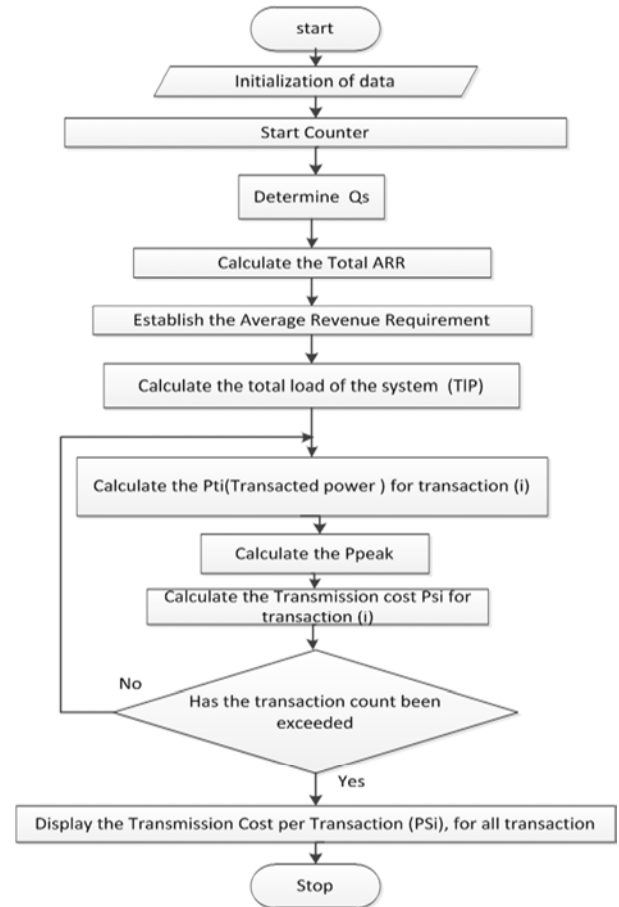 start
Initialization of data
Start Counter
Determine Qs
Calculate the Total ARR
Establish the Average Revenue Requirement
Calculate the total load of the system (TIP)
Calculate the Pti(Transacted power ) for transaction (i)
Calculate the Ppeak
Calculate the Transmission cost Psi for
transaction (i)
No
Has the transaction count been
exceeded
Yes
Display the Transmission Cost per Transaction (PSi), for all transaction
Stop